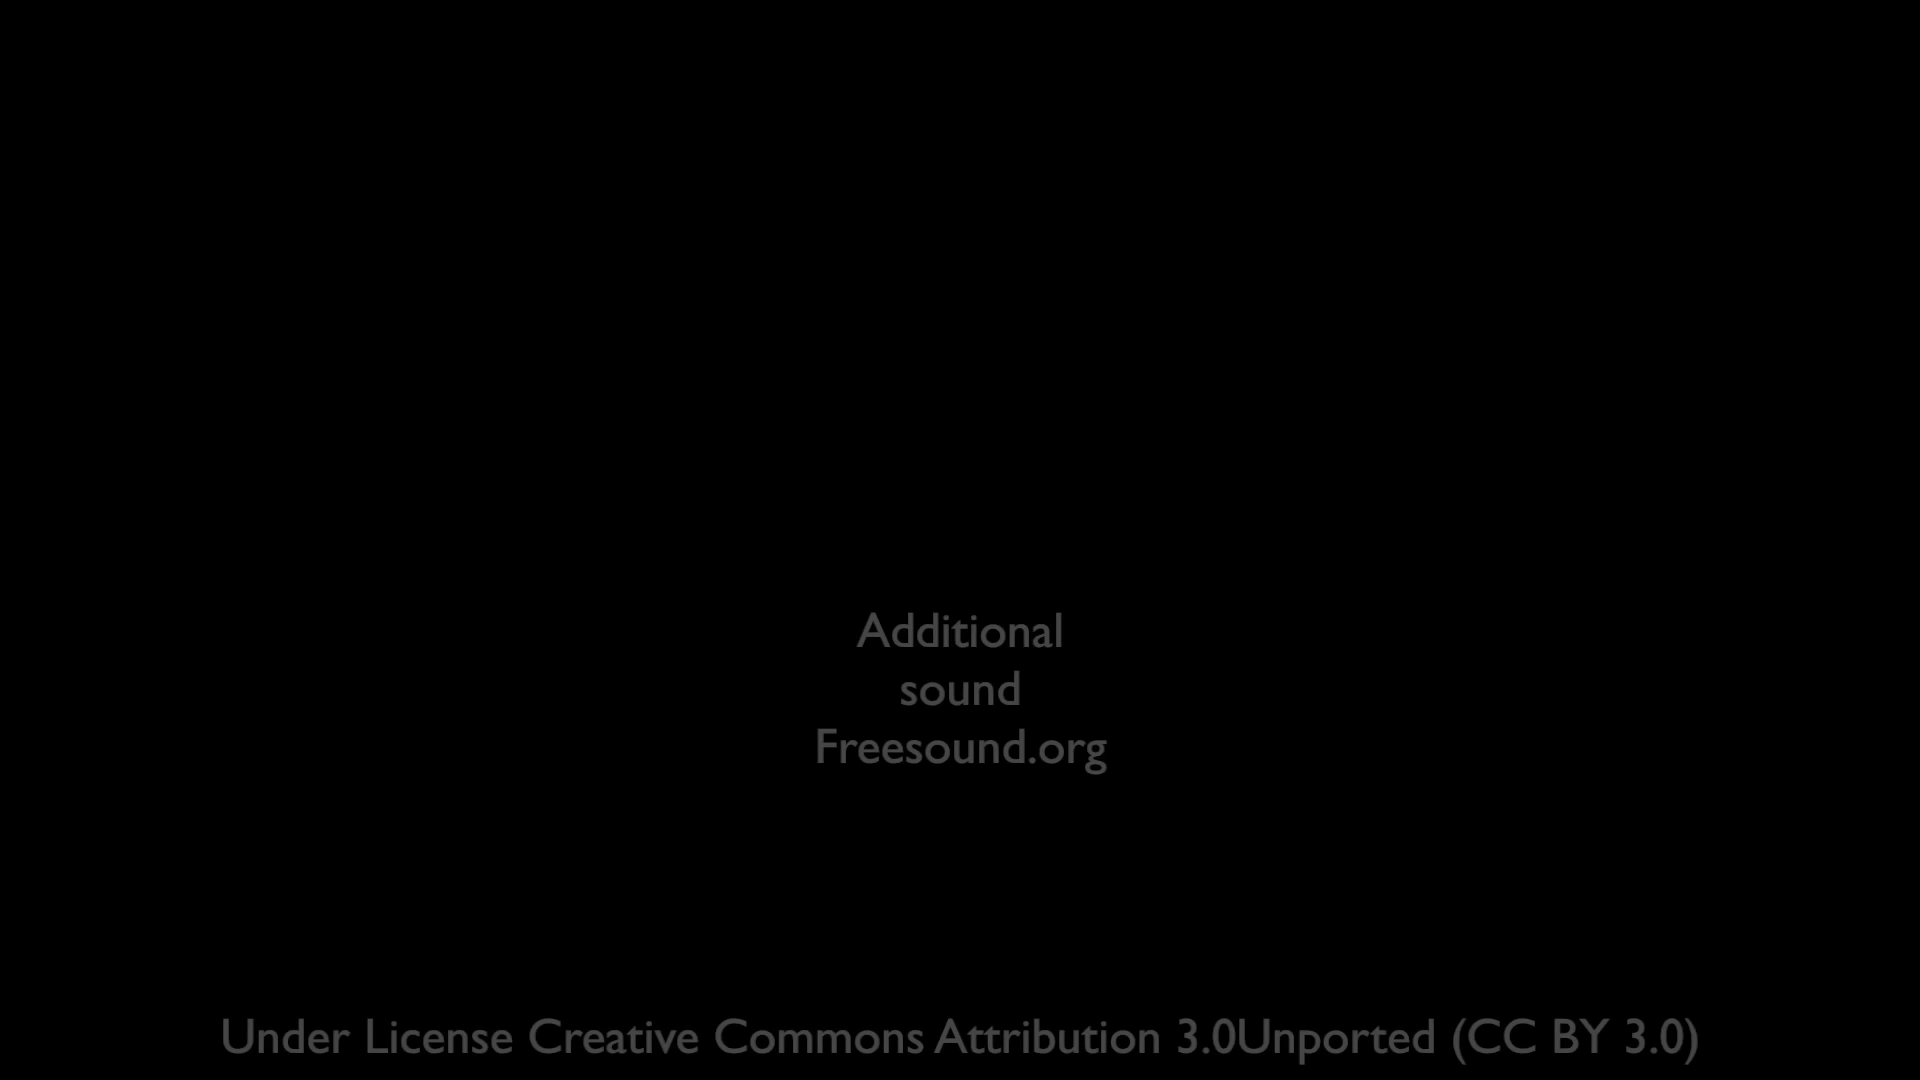 Additional
sound
Freesound.org
Under License Creative Commons Attribution 3.0Unported (CC BY 3.0)